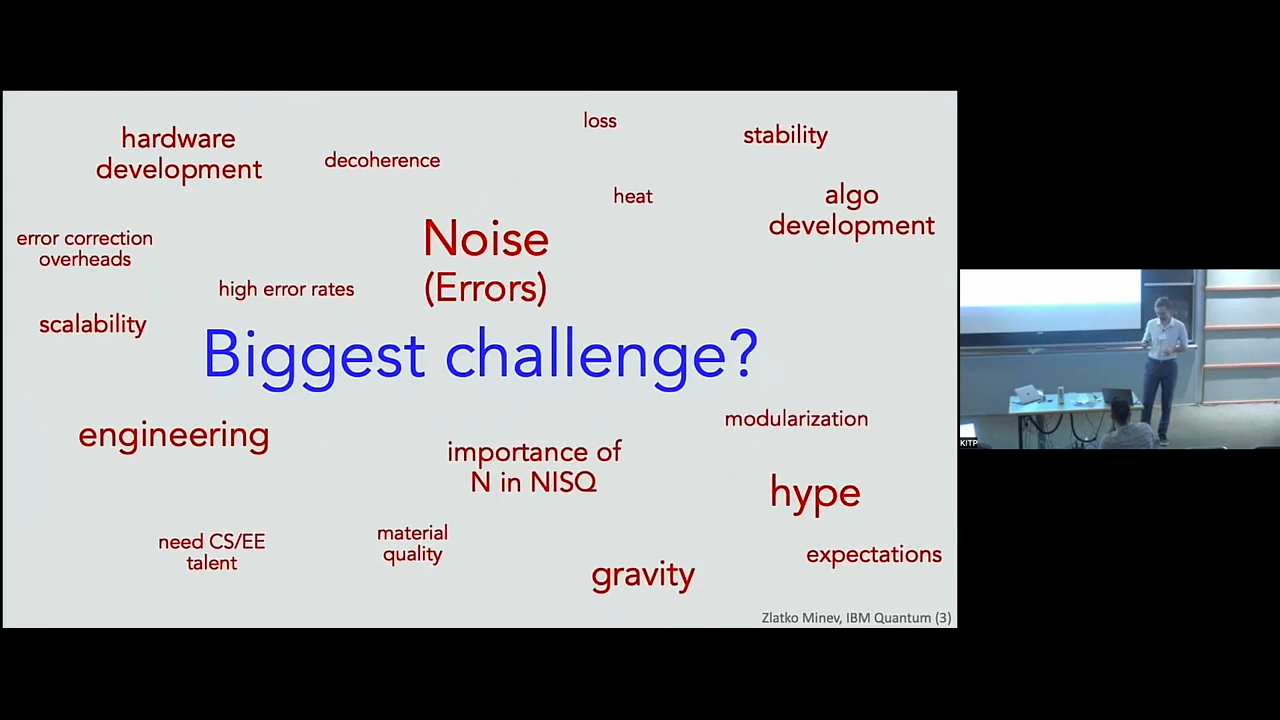 loss
hardware
development
stability
decoherence
heat
algo
development
Noise
(Errors)
error correction
overheads
high error rates
scalability
Biggest challenge?
engineering
modularization
importance of
N in NISQ
hype
need CS/EE
talent
material
quality
expectations
gravity
Zlatko Minev, IBM Quantum (3)
KITP